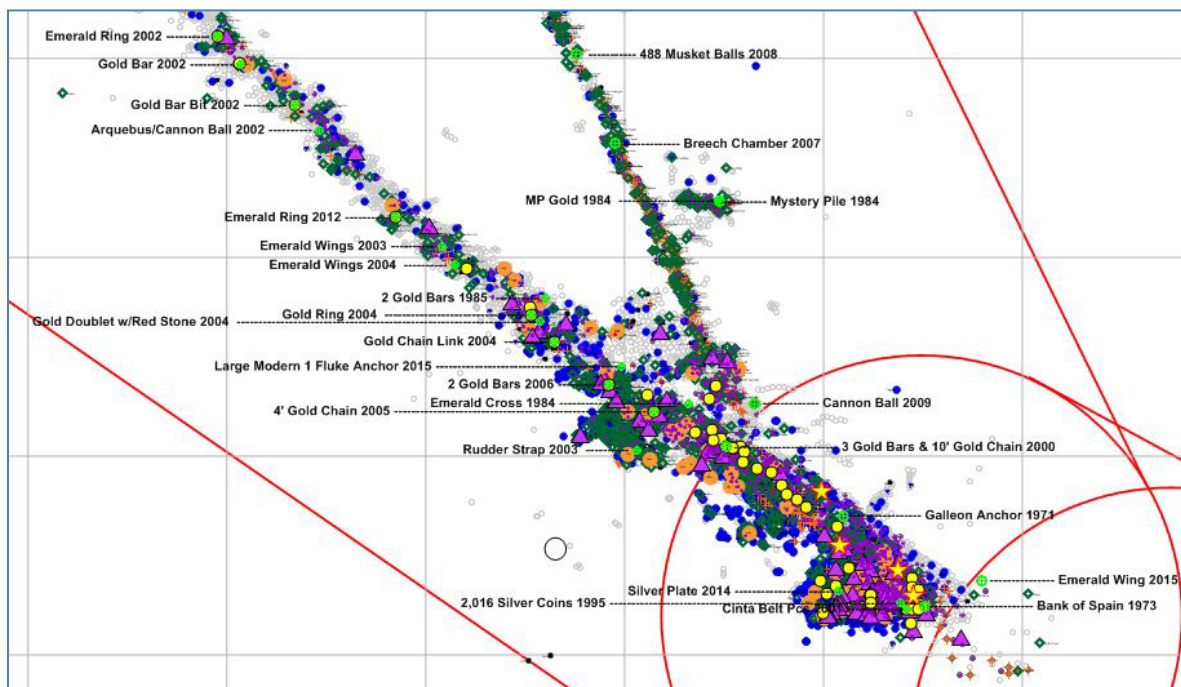 Emerald Ring 2002
488 Musket Balls 2008
Gold Bar 2002
Gold Bar Bit 2002
Arquebus/Cannon Ball 2002
Breech Chamber 2007
MP Gold 1984
Mystery Pile 1984
Emerald Ring 2012
Emerald Wings 2003
Emerald Wings 2004
2 Gold Bars 1985
Gold Ring 2004
Gold Doublet w/Red Stone 2004
Gold Chain Link 2004
Large Modern 1 Fluke Anchor 2015
2 Gold Bars 2006
Emerald Cross 1984
Cannon Ball 2009
4' Gold Chain 2005
3 Gold Bars & 10' Gold Chain 2000
Rudder Strap 2003
Galleon Anchor 1971
Emerald Wing 2015
Silver Plate 2014
2,016 Silver Coins 1995
Cinta Belt Pcs
Bank of Spain 1973